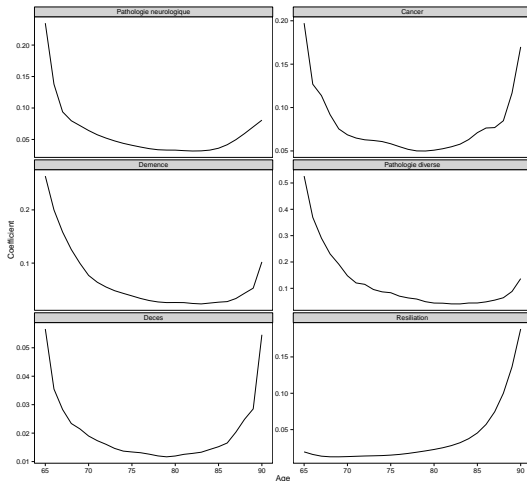 Pathologie neurologique
Cancer
0.20
0.15
0.10
0.05
0.20
0.15
0.10
0.05
Demence
Pathologie diverse
0.2
0.1
0.5
0.4
0.3
0.2
0.1
0.0
Coefficient
Deces
Resiliation
0.05
0.04
0.03
0.02
0.01
0.15
0.10
0.05
65 70 75 80 85 90
65 70 75 80 85 90
Age